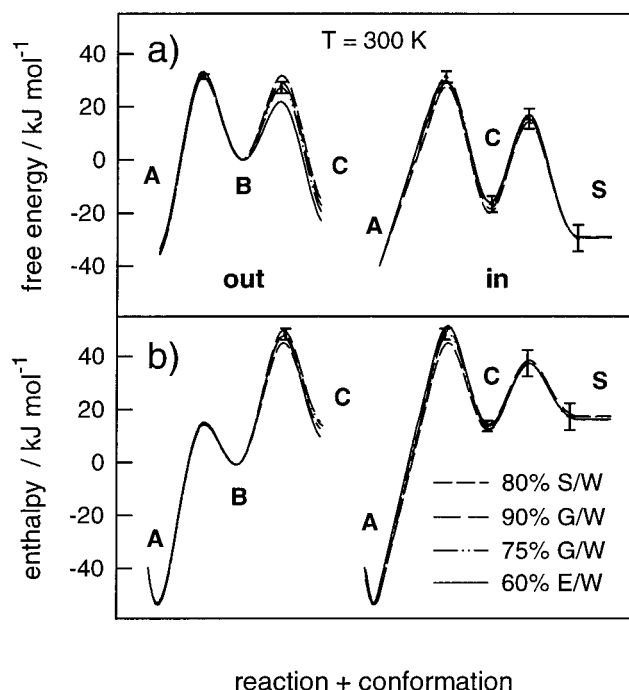 a)
T = 300 K
free energy / kJ mol⁻¹
40
20
0
-20
-40
A
B
C
out
A
C
S
in
b)
enthalpy / kJ mol⁻¹
40
20
0
-20
-40
A
B
C
A
C
S
80% S/W
90% G/W
75% G/W
60% E/W
reaction + conformation